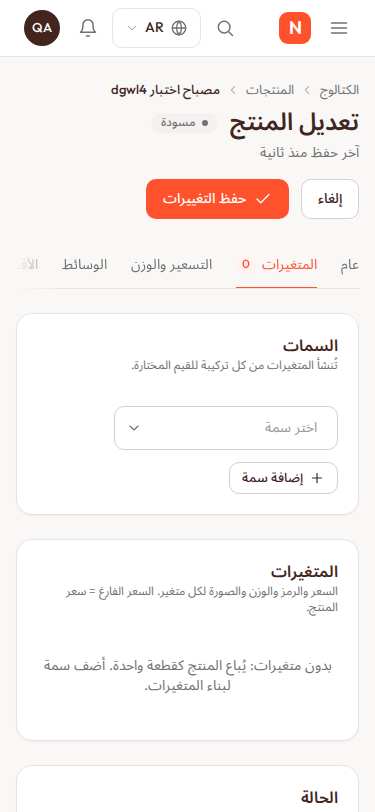 N
AR
QA
الكتالوج › المنتجات › مصباح اختبار dgwl4
تعديل المنتج
مسودة
آخر حفظ منذ ثانية
إلغاء
حفظ التغييرات
عام
المتغيرات 0
التسعير والوزن
الوسائط
السمات
تُنشأ المتغيرات من كل تركيبة للقيم المختارة.
اختر سمة
إضافة سمة
المتغيرات
السعر والرمز والوزن والصورة لكل متغير. السعر الفارغ = سعر
المنتج.
بدون متغيرات: يُباع المنتج كقطعة واحدة. أضف سمة
لبناء المتغيرات.
الحالة